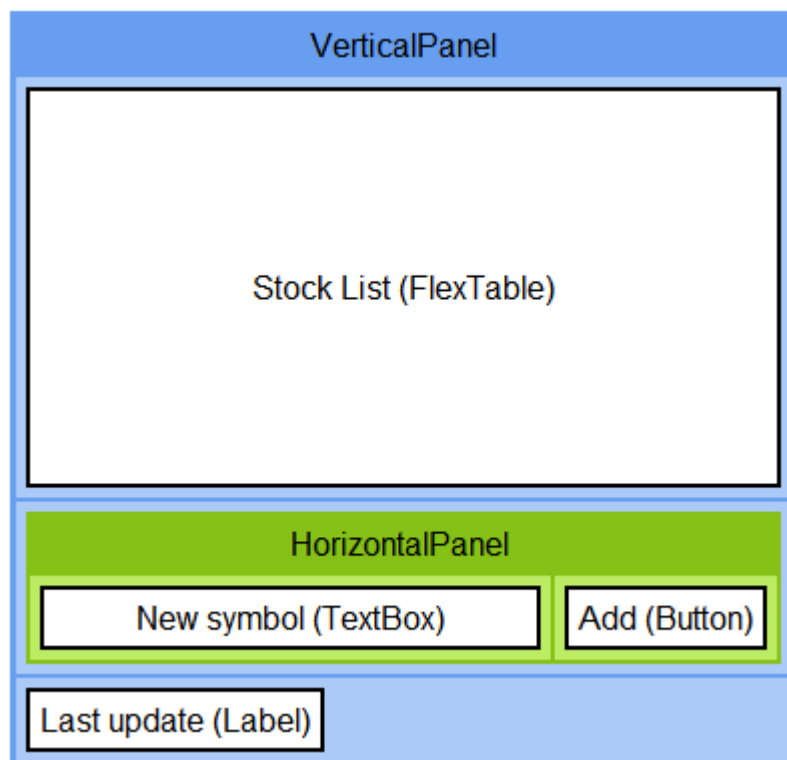 VerticalPanel
Stock List (FlexTable)
HorizontalPanel
New symbol (TextBox)
Add (Button)
Last update (Label)